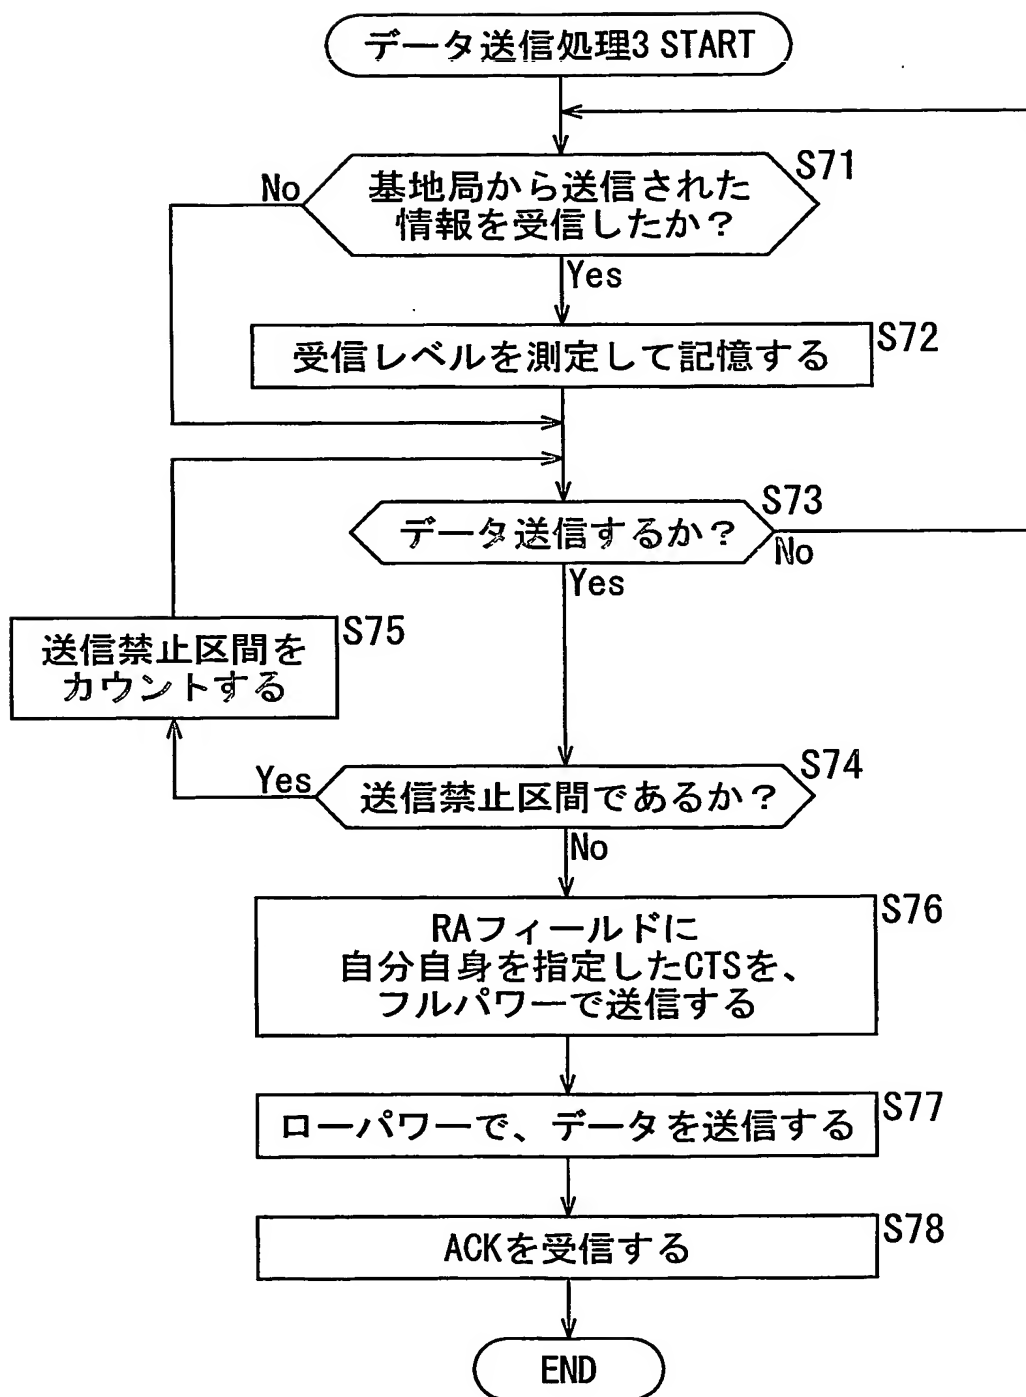 データ送信処理3 START
S71
No
基地局から送信された
情報を受信したか？
Yes
S72
受信レベルを測定して記憶する
S73
データ送信するか？
No
Yes
S75
送信禁止区間を
カウントする
S74
Yes
送信禁止区間であるか？
No
S76
RAフィールドに
自分自身を指定したCTSを、
フルパワーで送信する
S77
ローパワーで、データを送信する
S78
ACKを受信する
END